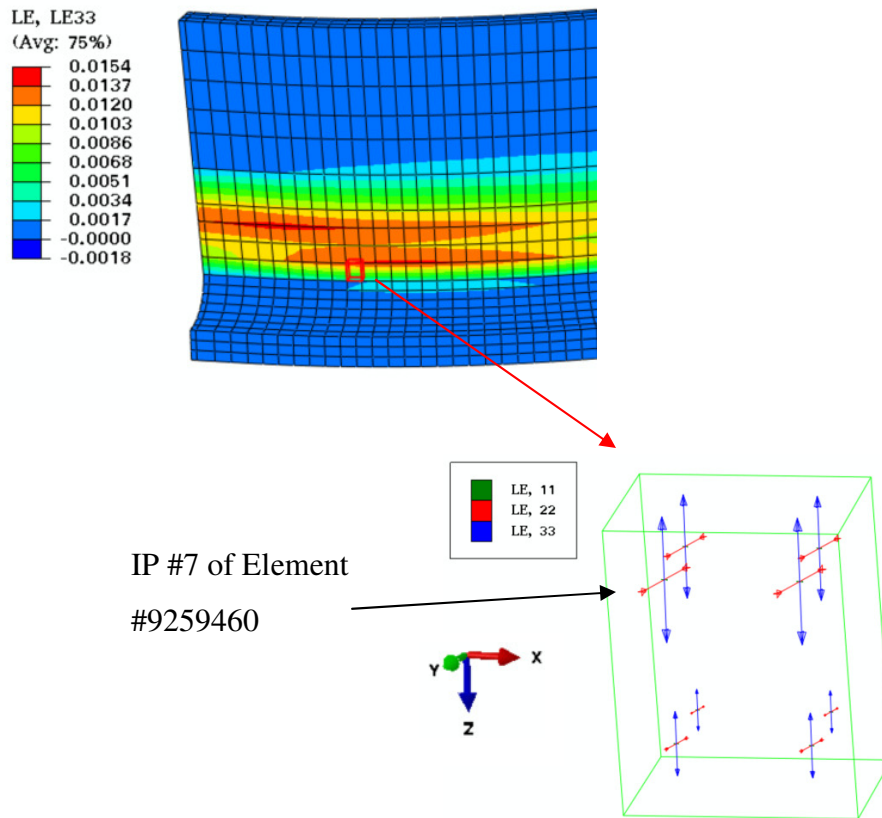 LE, LE33
(Avg: 75%)
0.0154
0.0137
0.0120
0.0103
0.0086
0.0068
0.0051
0.0034
0.0017
-0.0000
-0.0018
LE, 11
LE, 22
LE, 33
IP #7 of Element
#9259460
Y
X
Z